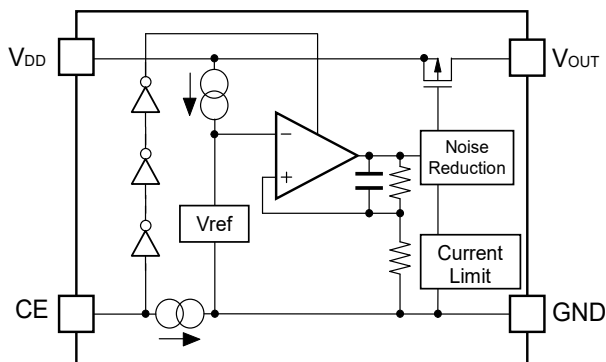 VDD
VOUT
−
+
Noise
Reduction
Vref
Current
Limit
CE
GND